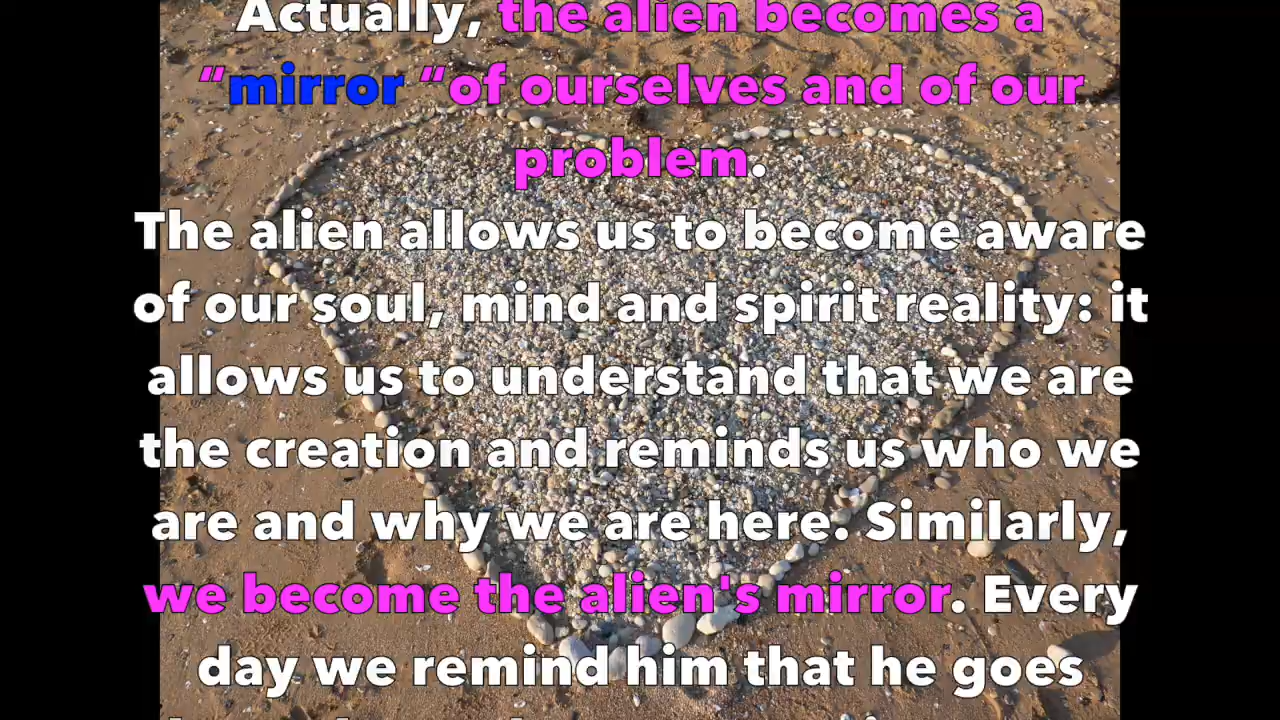 Actually, the alien becomes a
“mirror “of ourselves and of our
problem.
The alien allows us to become aware
of our soul, mind and spirit reality: it
allows us to understand that we are
the creation and reminds us who we
are and why we are here. Similarly,
we become the alien's mirror. Every
day we remind him that he goes